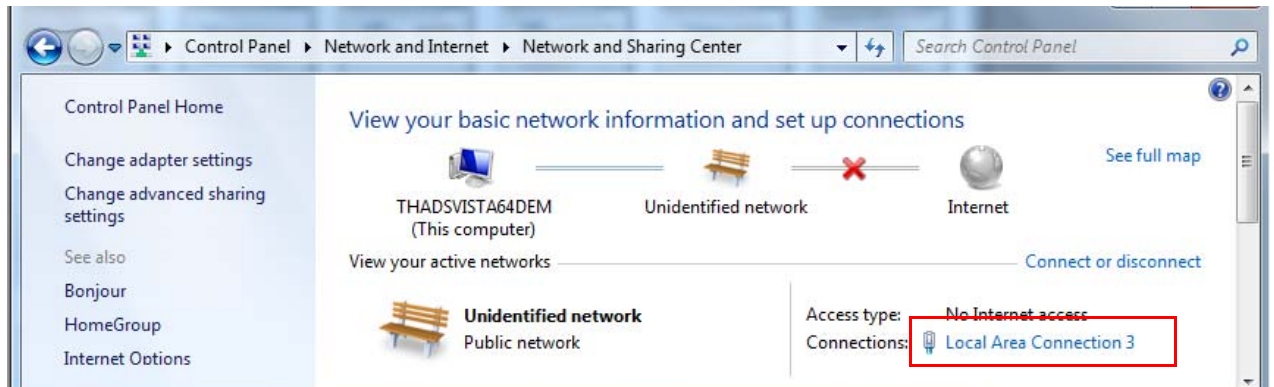 Control Panel ▸ Network and Internet ▸ Network and Sharing Center
Search Control Panel
Control Panel Home
Change adapter settings
Change advanced sharing
settings
See also
Bonjour
HomeGroup
Internet Options
View your basic network information and set up connections
See full map
THADSVISTA64DEM
(This computer)
Unidentified network
Internet
View your active networks
Connect or disconnect
Unidentified network
Public network
Access type: No Internet access
Connections: Local Area Connection 3